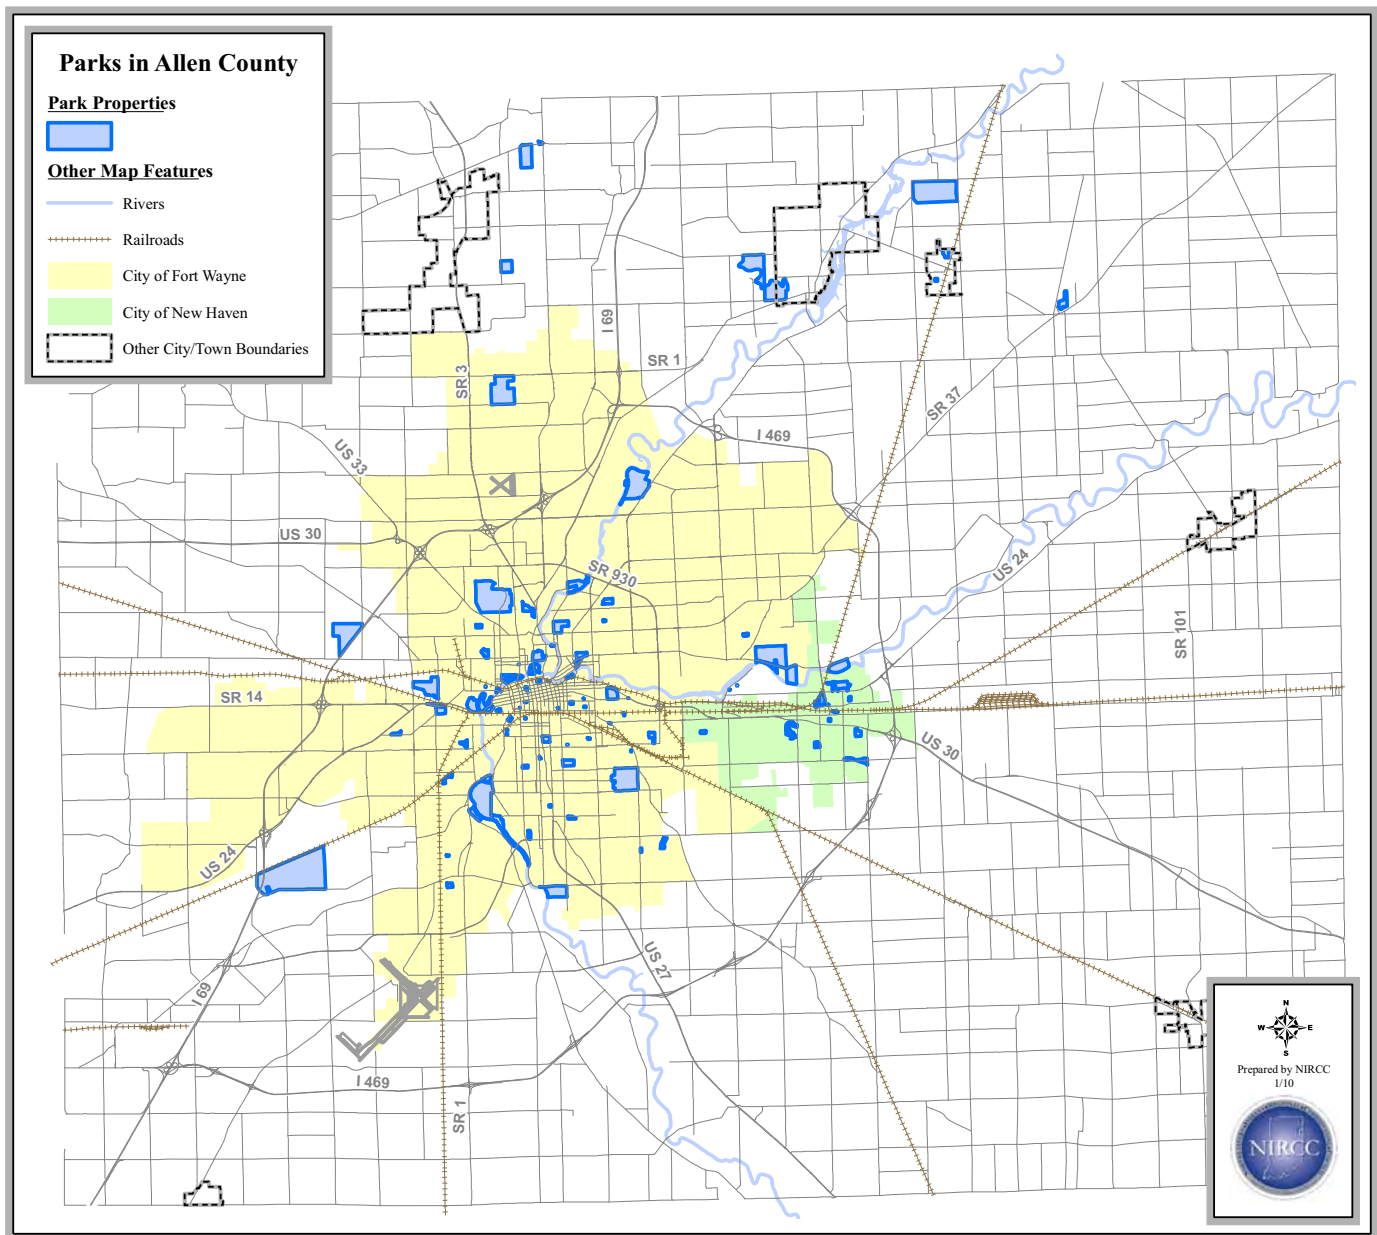 Parks in Allen County
Park Properties
Other Map Features
Rivers
Railroads
City of Fort Wayne
City of New Haven
Other City/Town Boundaries
I 69
SR 1
SR 3
SR 37
I 469
US 33
US 30
SR 930
US 24
SR 101
SR 14
US 30
US 24
US 27
I 69
I 469
SR 1
N
W
E
S
Prepared by NIRCC
1/10
NIRCC